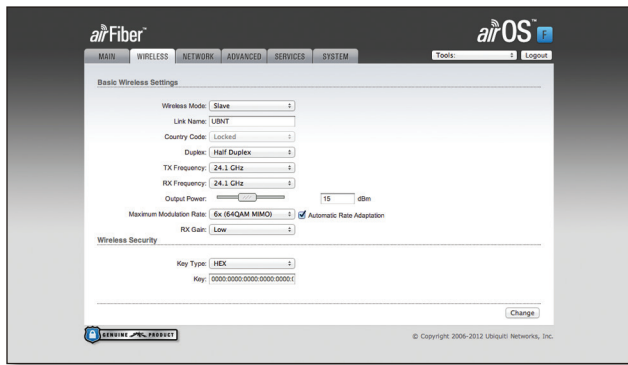 airFiber™
airOS™ F
MAIN WIRELESS NETWORK ADVANCED SERVICES SYSTEM Tools: Logout
Basic Wireless Settings
Wireless Mode: Slave
Link Name: UBNT
Country Code: Locked
Duplex: Half Duplex
TX Frequency: 24.1 GHz
RX Frequency: 24.1 GHz
Output Power: 15 dBm
Maximum Modulation Rate: 6x (64QAM MIMO) Automatic Rate Adaptation
RX Gain: Low
Wireless Security
Key Type: HEX
Key: 0000:0000:0000:0000:0000:(
Change
GENUINE PRODUCT © Copyright 2006-2012 Ubiquiti Networks, Inc.